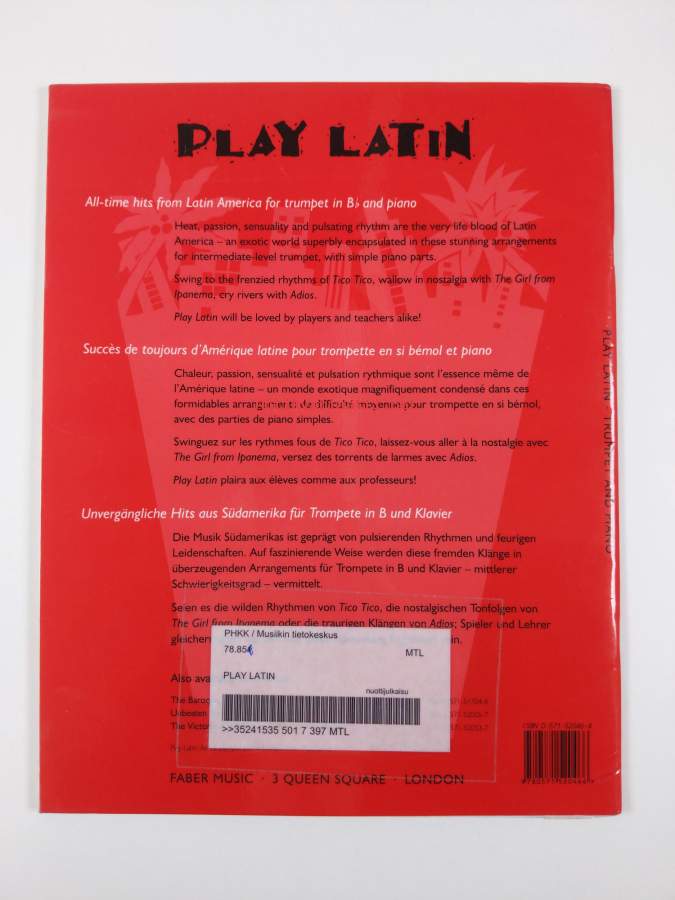 PLAY LATIN
All-time hits from Latin America for trumpet in B♭ and piano
Heat, passion, sensuality and pulsating rhythm are the very life blood of Latin
America – an exotic world superbly encapsulated in these stunning arrangements
for intermediate-level trumpet, with simple piano parts.
Swing to the frenzied rhythms of Tico Tico, wallow in nostalgia with The Girl from
Ipanema, cry rivers with Adios.
Play Latin will be loved by players and teachers alike!
Succès de toujours d'Amérique latine pour trompette en si bémol et piano
Chaleur, passion, sensualité et pulsation rythmique sont l'essence même de
l'Amérique latine – un monde exotique magnifiquement condensé dans ces
formidables arrangements de difficulté moyenne pour trompette en si bémol,
avec des parties de piano simples.
Swinguez sur les rythmes fous de Tico Tico, laissez-vous aller à la nostalgie avec
The Girl from Ipanema, versez des torrents de larmes avec Adios.
Play Latin plaira aux élèves comme aux professeurs!
Unvergängliche Hits aus Südamerika für Trompete in B und Klavier
Die Musik Südamerikas ist geprägt von pulsierenden Rhythmen und feurigen
Leidenschaften. Auf faszinierende Weise werden diese fremden Klänge in
überzeugenden Arrangements für Trompete in B und Klavier – mittlerer
Schwierigkeitsgrad – vermittelt.
Seien es die wilden Rhythmen von Tico Tico, die nostalgischen Tonfolgen von
The Girl from Ipanema oder die traurigen Klängen von Adios; Spieler und Lehrer
PHKK / Musiikin tietokeskus
78.854
MTL
PLAY LATIN
nuottijulkaisu
>>35241535 501 7 397 MTL
Also
The
Unbeaten
The
FABER MUSIC · 3 QUEEN SQUARE · LONDON
PLAY LATIN · TRUMPET AND PIANO